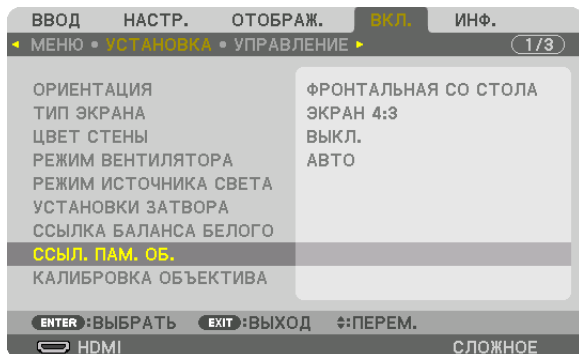 ВВОД НАСТР. ОТОБРАЖ. ВКЛ. ИНФ.
МЕНЮ • УСТАНОВКА • УПРАВЛЕНИЕ 1/3
ОРИЕНТАЦИЯ ФРОНТАЛЬНАЯ СО СТОЛА
ТИП ЭКРАНА ЭКРАН 4:3
ЦВЕТ СТЕНЫ ВЫКЛ.
РЕЖИМ ВЕНТИЛЯТОРА АВТО
РЕЖИМ ИСТОЧНИКА СВЕТА
УСТАНОВКИ ЗАТВОРА
ССЫЛКА БАЛАНСА БЕЛОГО
ССЫЛ. ПАМ. ОБ.
КАЛИБРОВКА ОБЪЕКТИВА
ENTER :ВЫБРАТЬ EXIT :ВЫХОД :ПЕРЕМ.
HDMI СЛОЖНОЕ